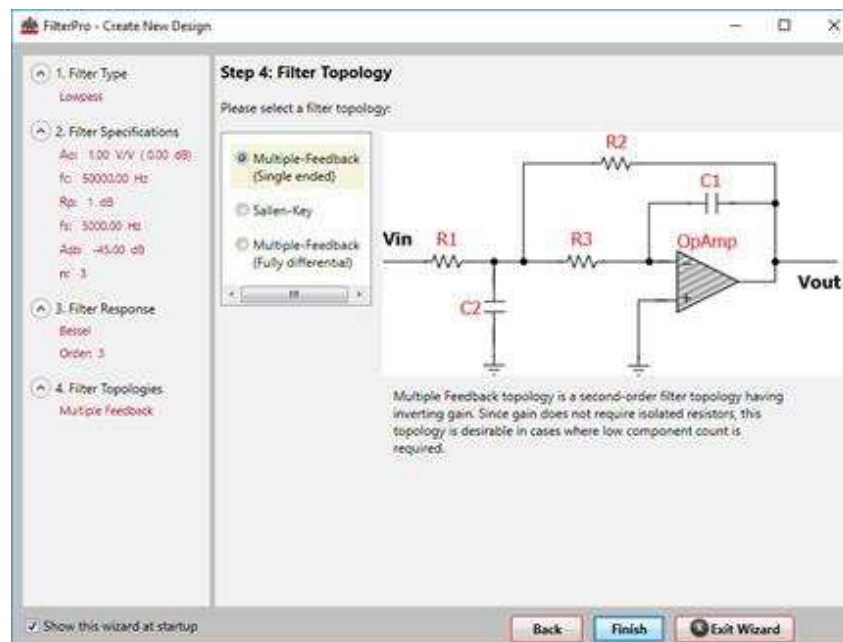 FilterPro - Create New Design
1. Filter Type
Lowpass
2. Filter Specifications
Ao: 1.00 V/V ( 0.00 dB)
fc: 50000.00 Hz
Rp: 1 dB
fs: 5000.00 Hz
Asb: -45.00 dB
n: 3
3. Filter Response
Bessel
Order: 3
4. Filter Topologies
Multiple Feedback
Step 4: Filter Topology
Please select a filter topology:
Multiple-Feedback
(Single ended)
Sallen-Key
Multiple-Feedback
(Fully differential)
R2
C1
Vin
R1
R3
OpAmp
Vout
C2
Multiple Feedback topology is a second-order filter topology having
inverting gain. Since gain does not require isolated resistors, this
topology is desirable in cases where low component count is
required.
Show this wizard at startup
Back
Finish
Exit Wizard